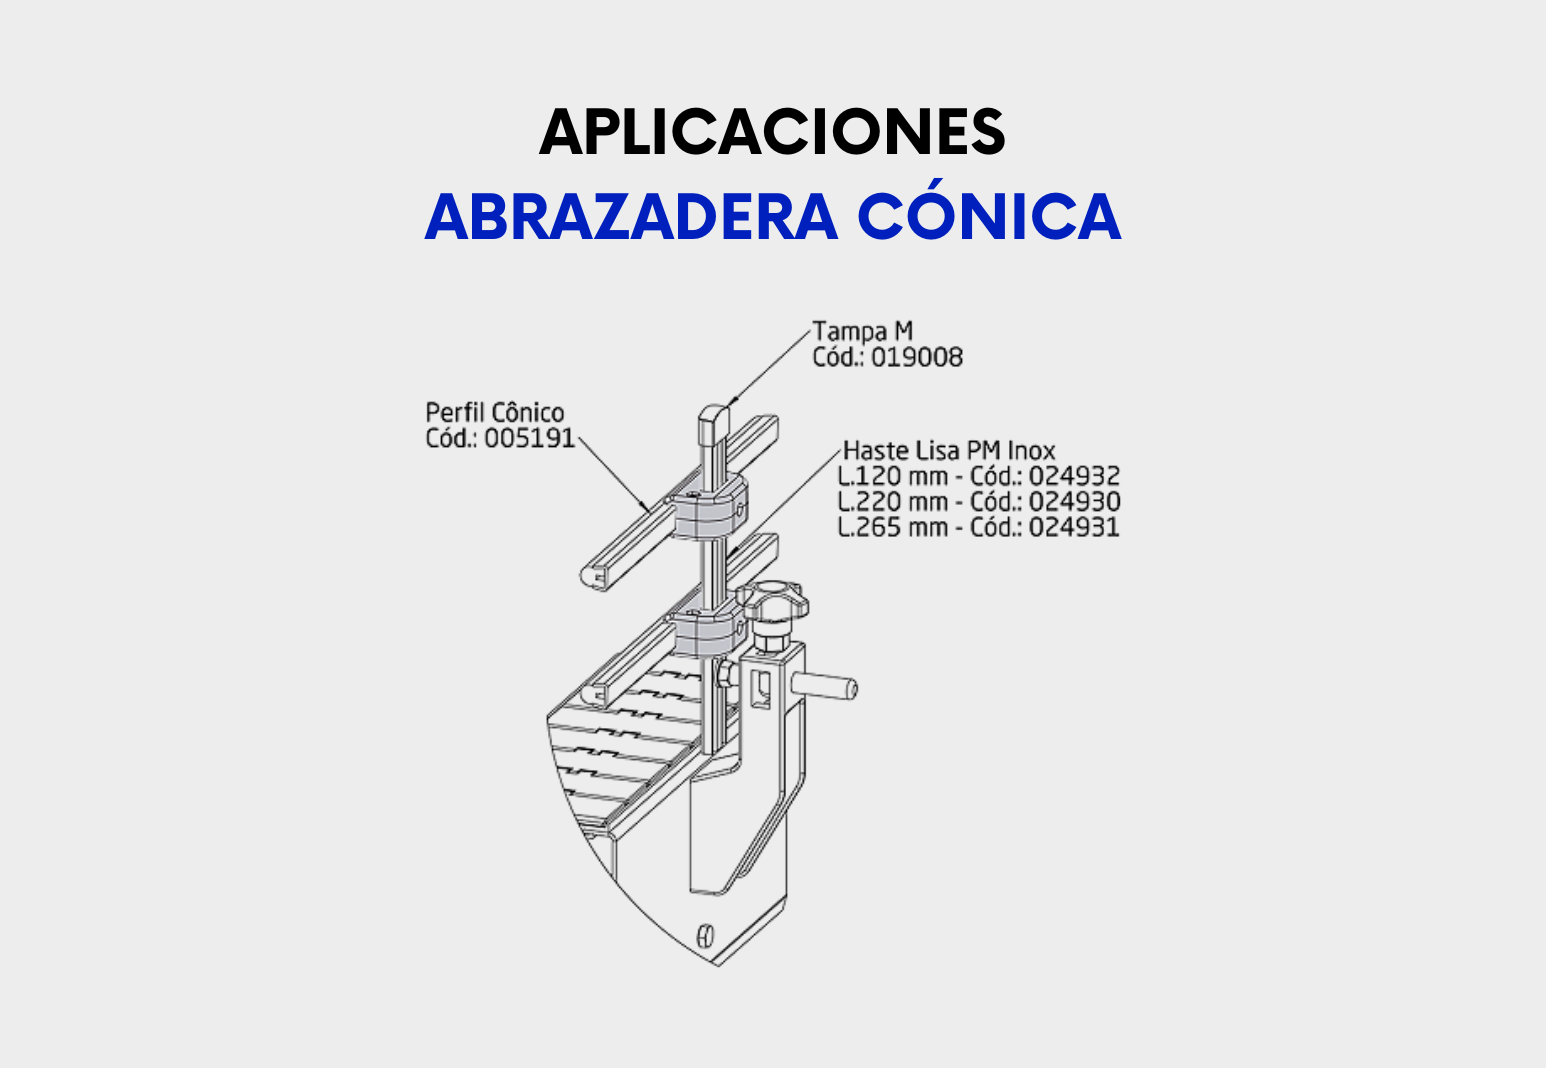 APLICACIONES
ABRAZADERA CÓNICA
Tampa M
Cód.: 019008
Perfil Cônico
Cód.: 005191
Haste Lisa PM Inox
L.120 mm - Cód.: 024932
L.220 mm - Cód.: 024930
L.265 mm - Cód.: 024931